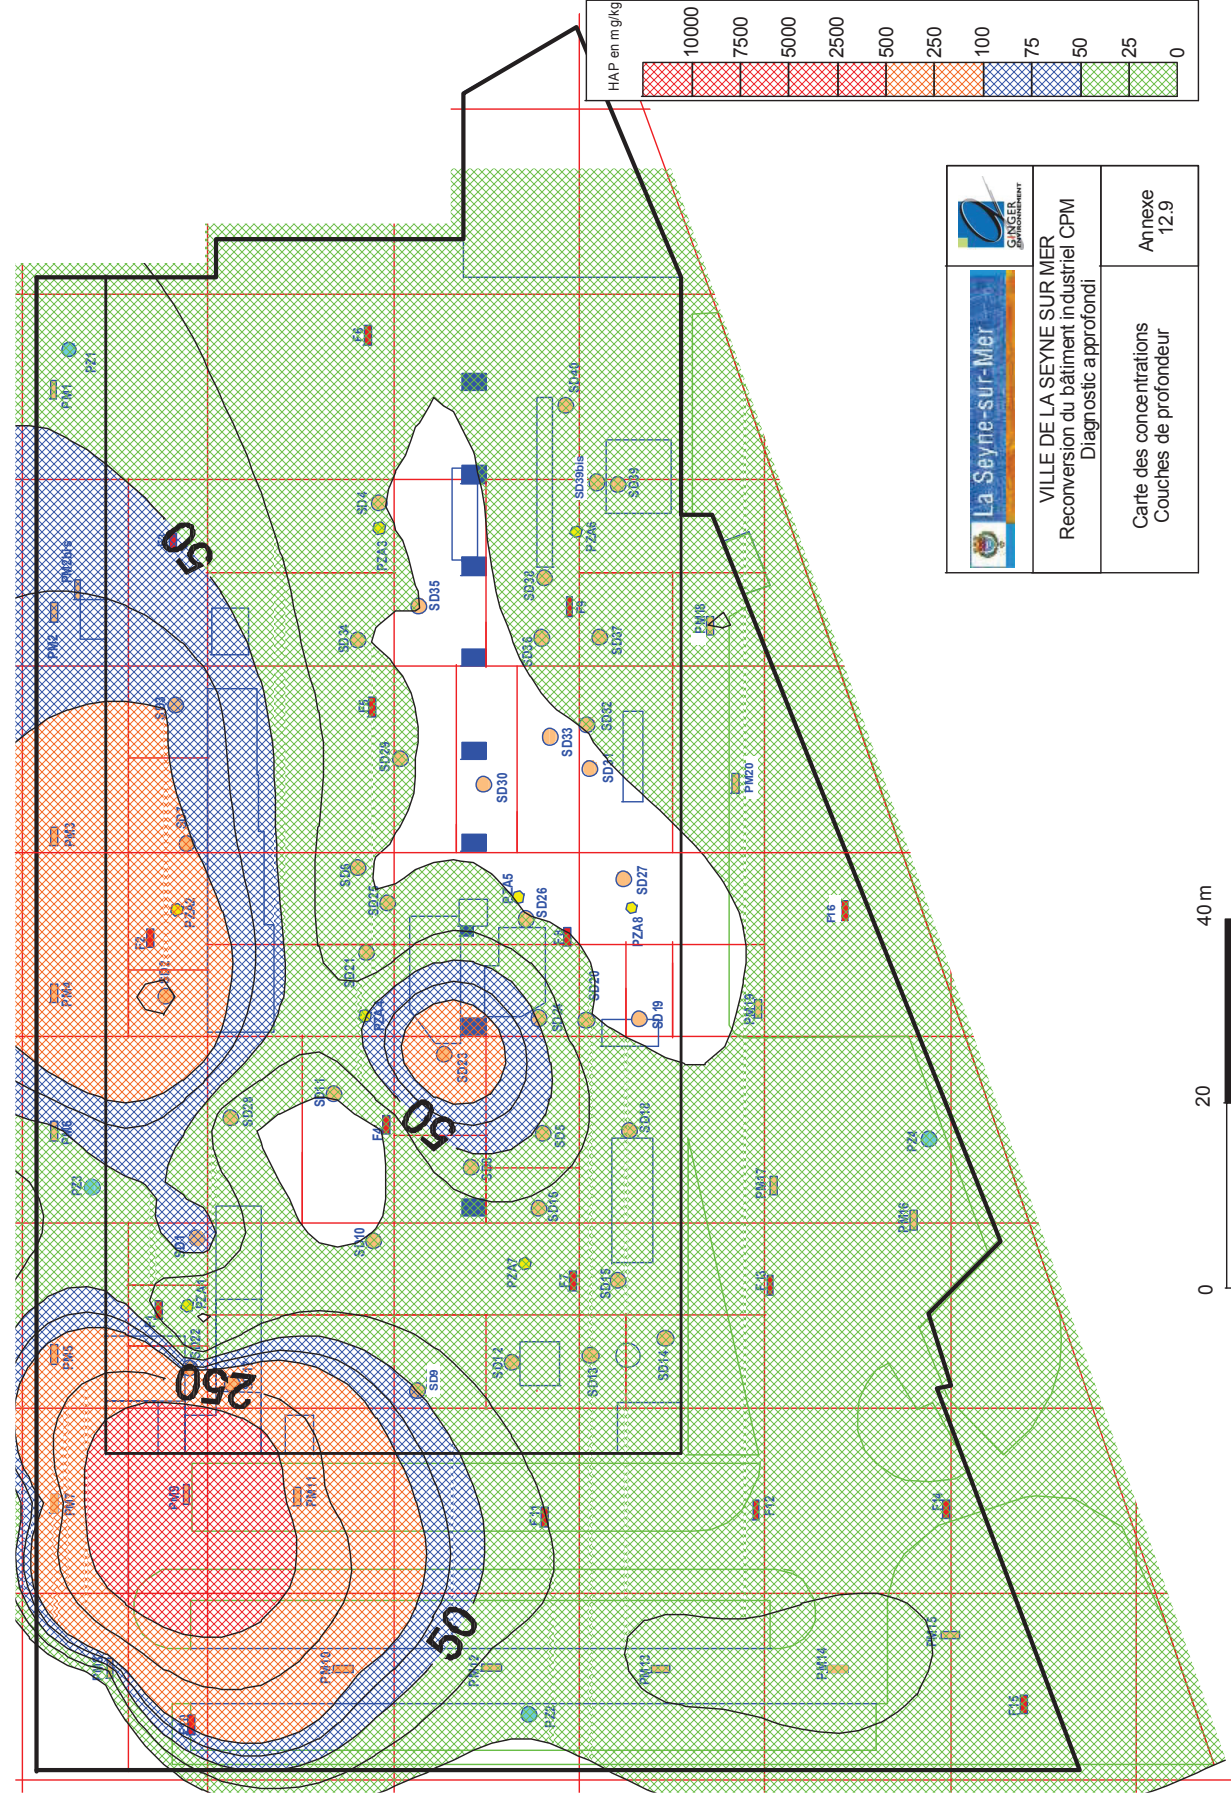 HAP en mg/kg
10000
7500
5000
2500
500
250
100
75
50
25
0
La Seyne-sur-Mer
GINGER
ENVIRONNEMENT
VILLE DE LA SEYNE SUR MER
Reconversion du bâtiment industriel CPM
Diagnostic approfondi
Carte des concentrations
Couches de profondeur
Annexe
12.9
0
20
40 m
PM1
PZ1
F6
PM2
PM2bis
50
SD4
PZA3
SD34
SD35
SD40
SD39bis
SD39
PZA6
SD38
F9
SD36
SD37
PM18
SD3
F5
SD29
SD30
SD33
SD32
SD31
PM20
PM3
SD7
PZA2
F2
SD2
PM4
SD8
SD25
SD21
PZA4
PZA5
SD26
SD27
PZA8
F16
SD20
SD19
PM19
SD23
PM6
PZ3
SD28
SD11
F4
50
SD5
SD18
SD16
SD10
SD1
PZA1
F1
SD22
PZA7
F7
SD15
PM17
PM16
PZ4
F13
PM5
250
SD9
SD12
SD13
SD14
PM7
PM9
PM11
F11
F12
F14
50
PM10
PM12
PM13
PM14
PM15
PZ2
F10
F15